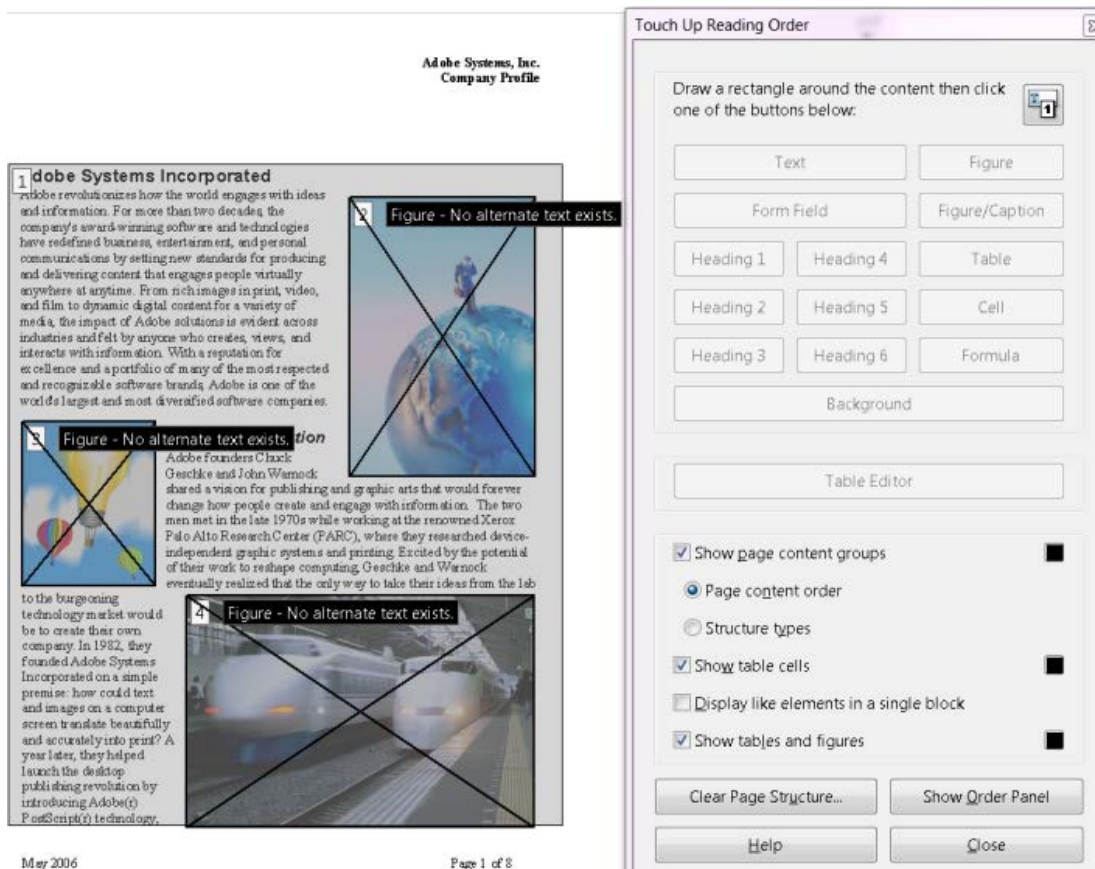 Adobe Systems, Inc.
Company Profile
1
dobe Systems Incorporated
Adobe revolutionizes how the world engages with ideas
and information. For more than two decades, the
company's award-winning software and technologies
have redefined business, entertainment, and personal
communications by setting new standards for producing
and delivering content that engages people virtually
anywhere at anytime. From rich images in print, video,
and film to dynamic digital content for a variety of
media, the impact of Adobe solutions is evident across
industries and felt by anyone who creates, views, and
interacts with information. With a reputation for
excellence and a portfolio of many of the most respected
and recognizable software brands, Adobe is one of the
world's largest and most diversified software companies.
2 Figure - No alternate text exists.
3 Figure - No alternate text exists. tion
Adobe founders Chuck
Geschke and John Warnock
shared a vision for publishing and graphic arts that would forever
change how people create and engage with information. The two
men met in the late 1970s while working at the renowned Xerox
Palo Alto Research Center (PARC), where they researched device-
independent graphic systems and printing. Excited by the potential
of their work to reshape computing, Geschke and Warnock
eventually realized that the only way to take their ideas from the lab
to the burgeoning
technology market would
be to create their own
company. In 1982, they
founded Adobe Systems
Incorporated on a simple
premise: how could text
and images on a computer
screen translate beautifully
and accurately into print? A
year later, they helped
launch the desktop
publishing revolution by
introducing Adobe(r)
PostScript(r) technology,
4 Figure - No alternate text exists.
May 2006
Page 1 of 8
Touch Up Reading Order
Draw a rectangle around the content then click
one of the buttons below:
1
Text
Figure
Form Field
Figure/Caption
Heading 1
Heading 4
Table
Heading 2
Heading 5
Cell
Heading 3
Heading 6
Formula
Background
Table Editor
Show page content groups
Page content order
Structure types
Show table cells
Display like elements in a single block
Show tables and figures
Clear Page Structure...
Show Order Panel
Help
Close